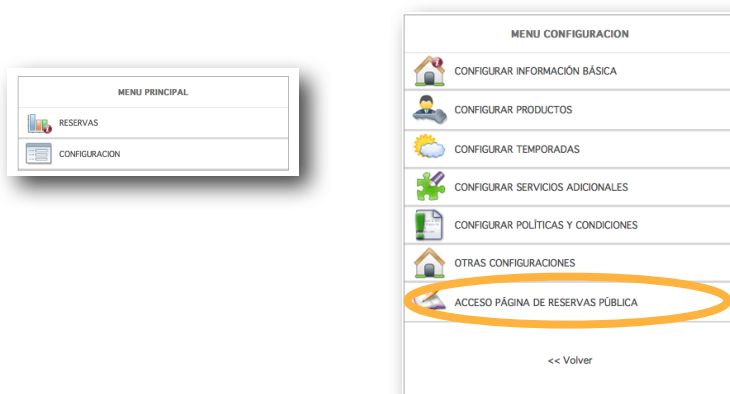 MENU PRINCIPAL
RESERVAS
CONFIGURACION
MENU CONFIGURACION
CONFIGURAR INFORMACIÓN BÁSICA
CONFIGURAR PRODUCTOS
CONFIGURAR TEMPORADAS
CONFIGURAR SERVICIOS ADICIONALES
CONFIGURAR POLÍTICAS Y CONDICIONES
OTRAS CONFIGURACIONES
ACCESO PÁGINA DE RESERVAS PÚBLICA
<< Volver